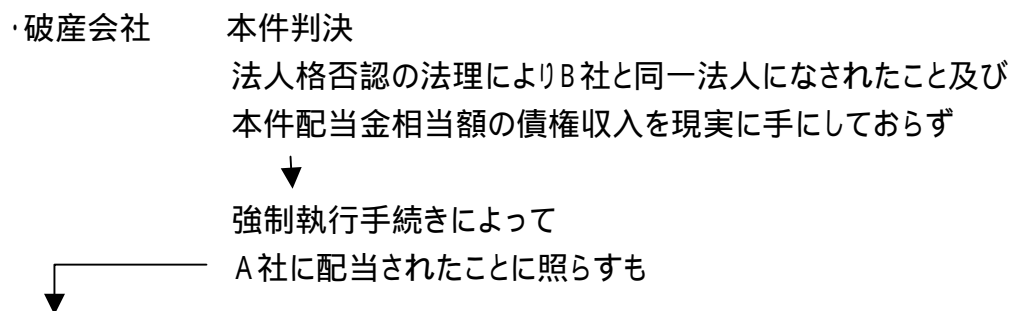 ・破産会社　　本件判決
法人格否認の法理によりB社と同一法人になされたこと及び
本件配当金相当額の債権収入を現実に手にしておらず
強制執行手続きによって
A社に配当されたことに照らすも